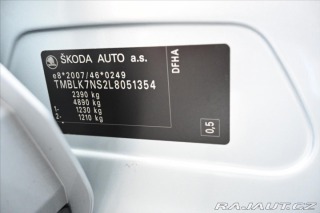 ŠKODA AUTO a.s.
e8*2007/46*0249
TMBLK7NS2L8051354
2390 kg
4890 kg
1- 1230 kg
2- 1210 kg
DFHA
0,5
RAJAUT.CZ